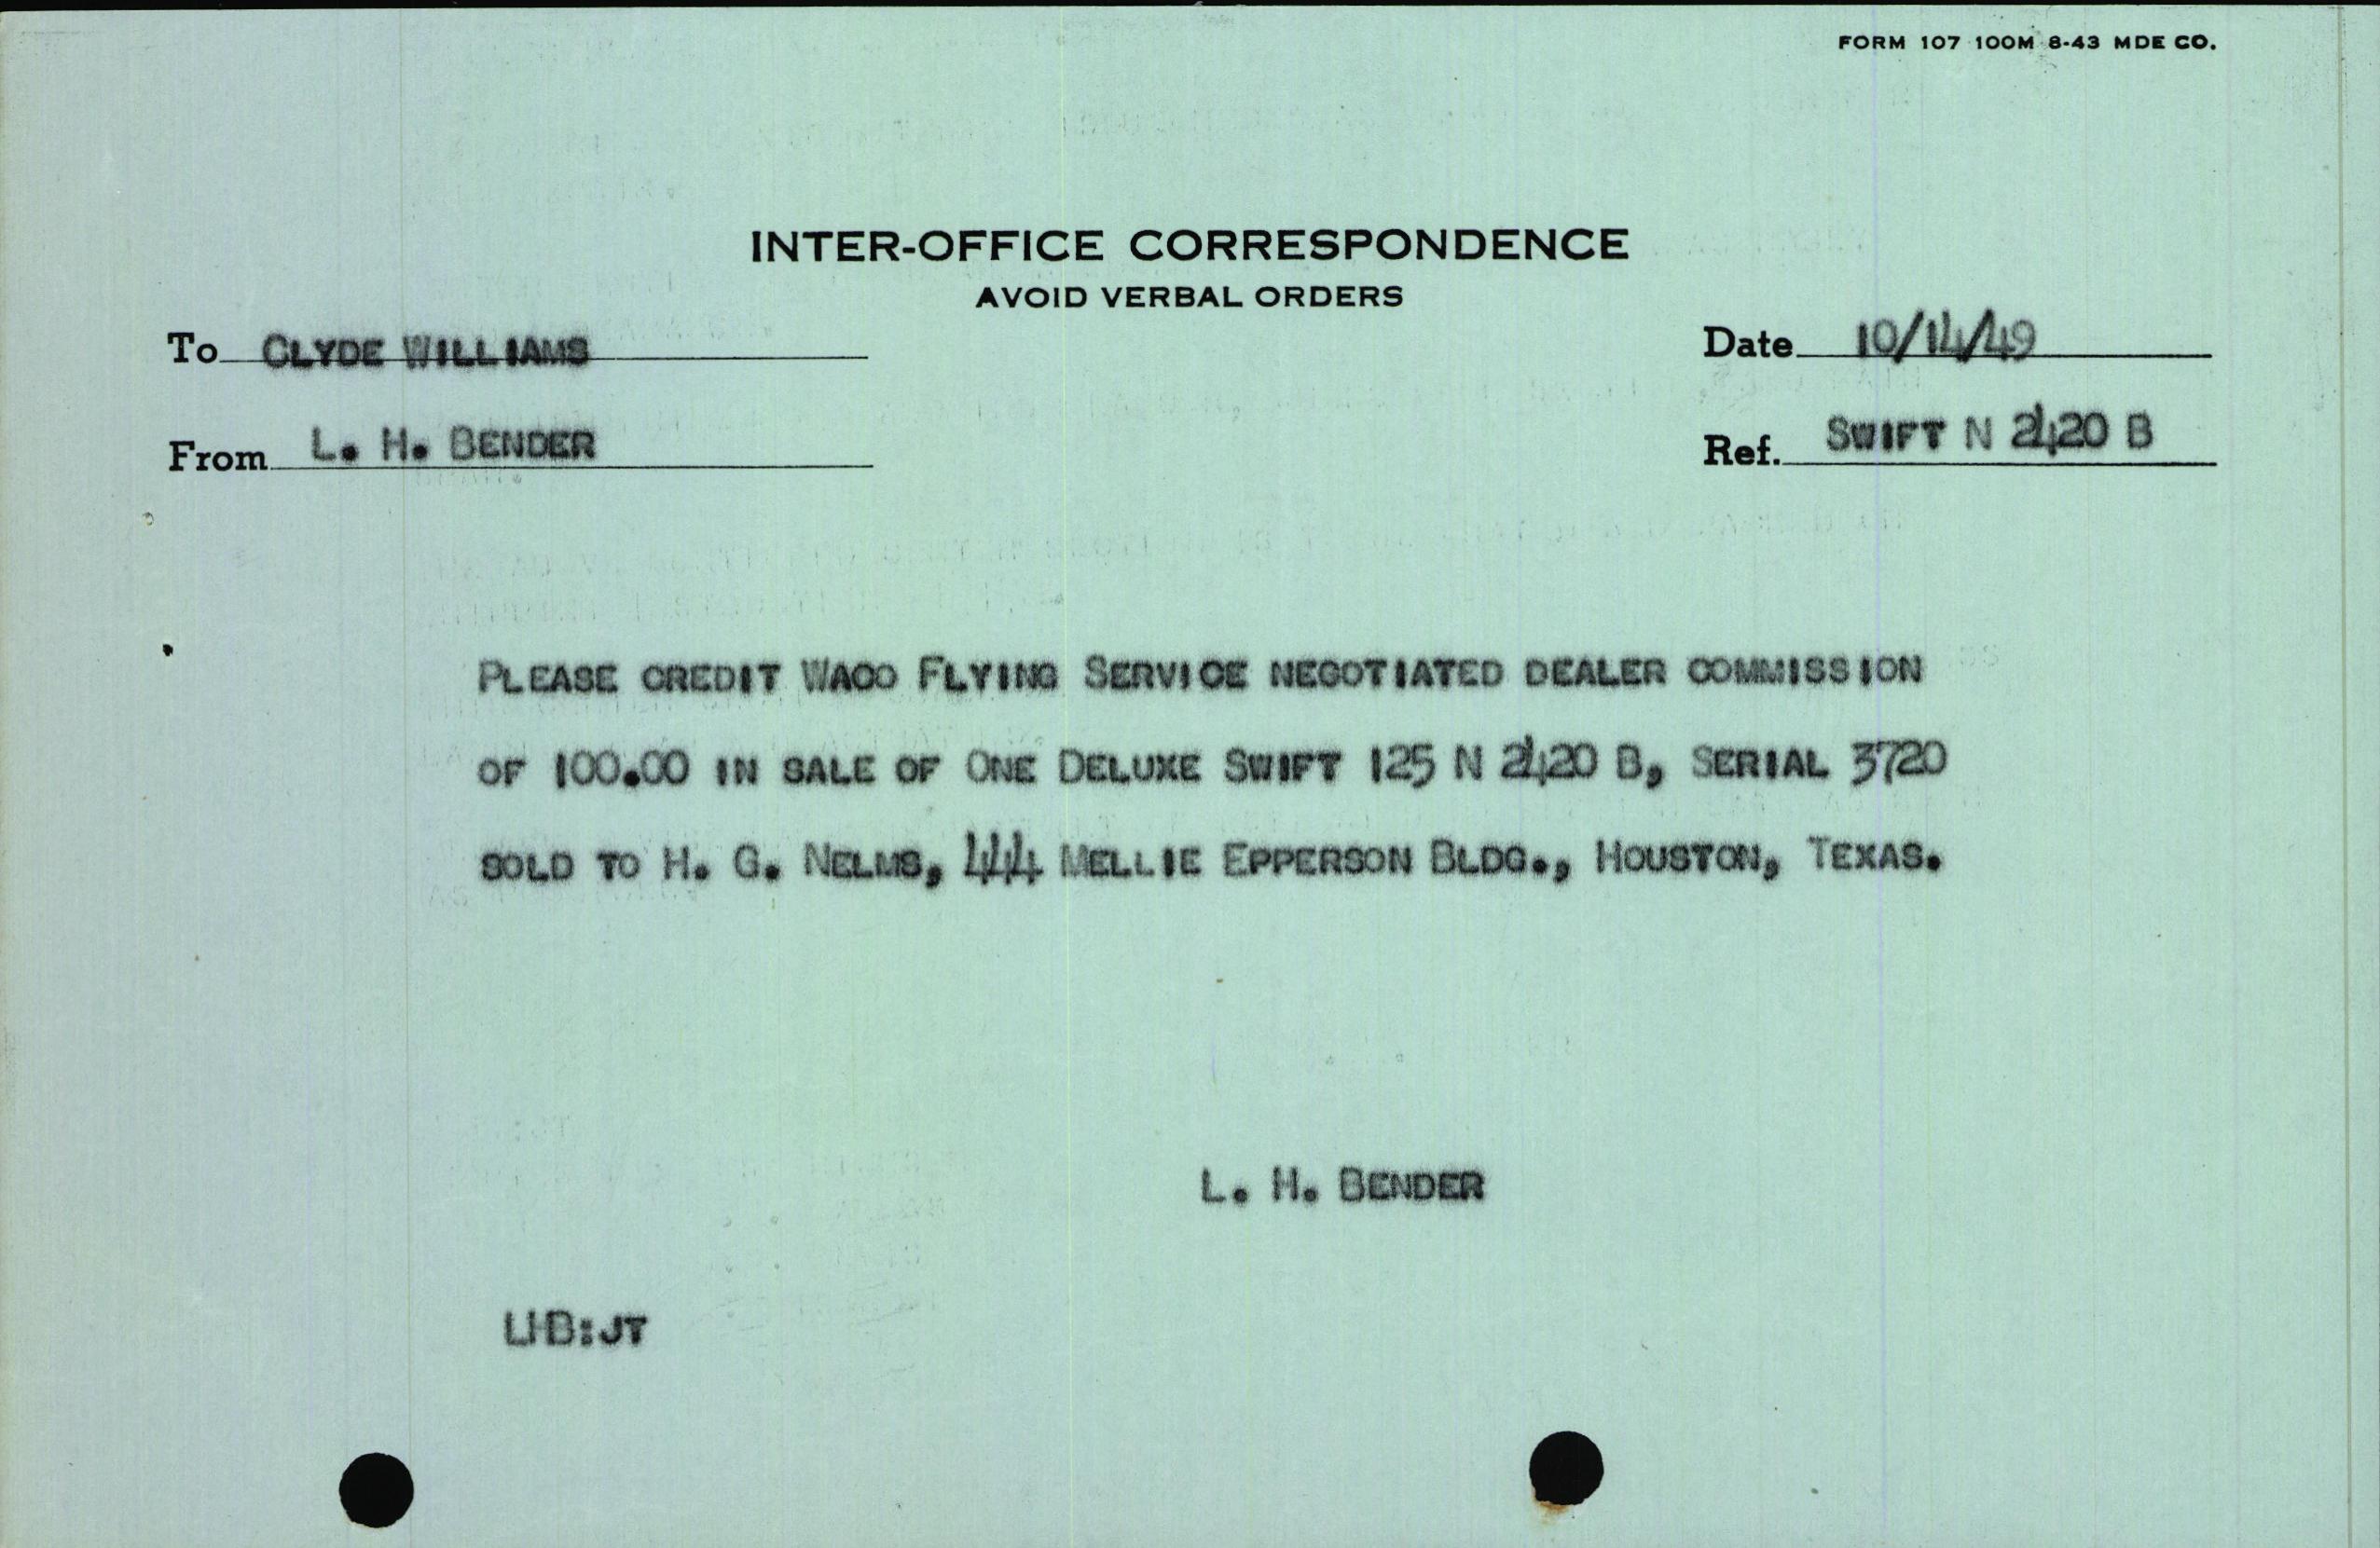 FORM 107 100M 8-43 MDE CO.
INTER-OFFICE CORRESPONDENCE
AVOID VERBAL ORDERS
To CLYDE WILLIAMS
Date 10/14/49
From L. H. BENDER
Ref. SWIFT N 2420 B
PLEASE CREDIT WACO FLYING SERVICE NEGOTIATED DEALER COMMISSION
OF 100.00 IN SALE OF ONE DELUXE SWIFT 125 N 2420 B, SERIAL 3720
SOLD TO H. G. NELMS, 444 MELLIE EPPERSON BLDG., HOUSTON, TEXAS.
L. H. BENDER
LHB:JT